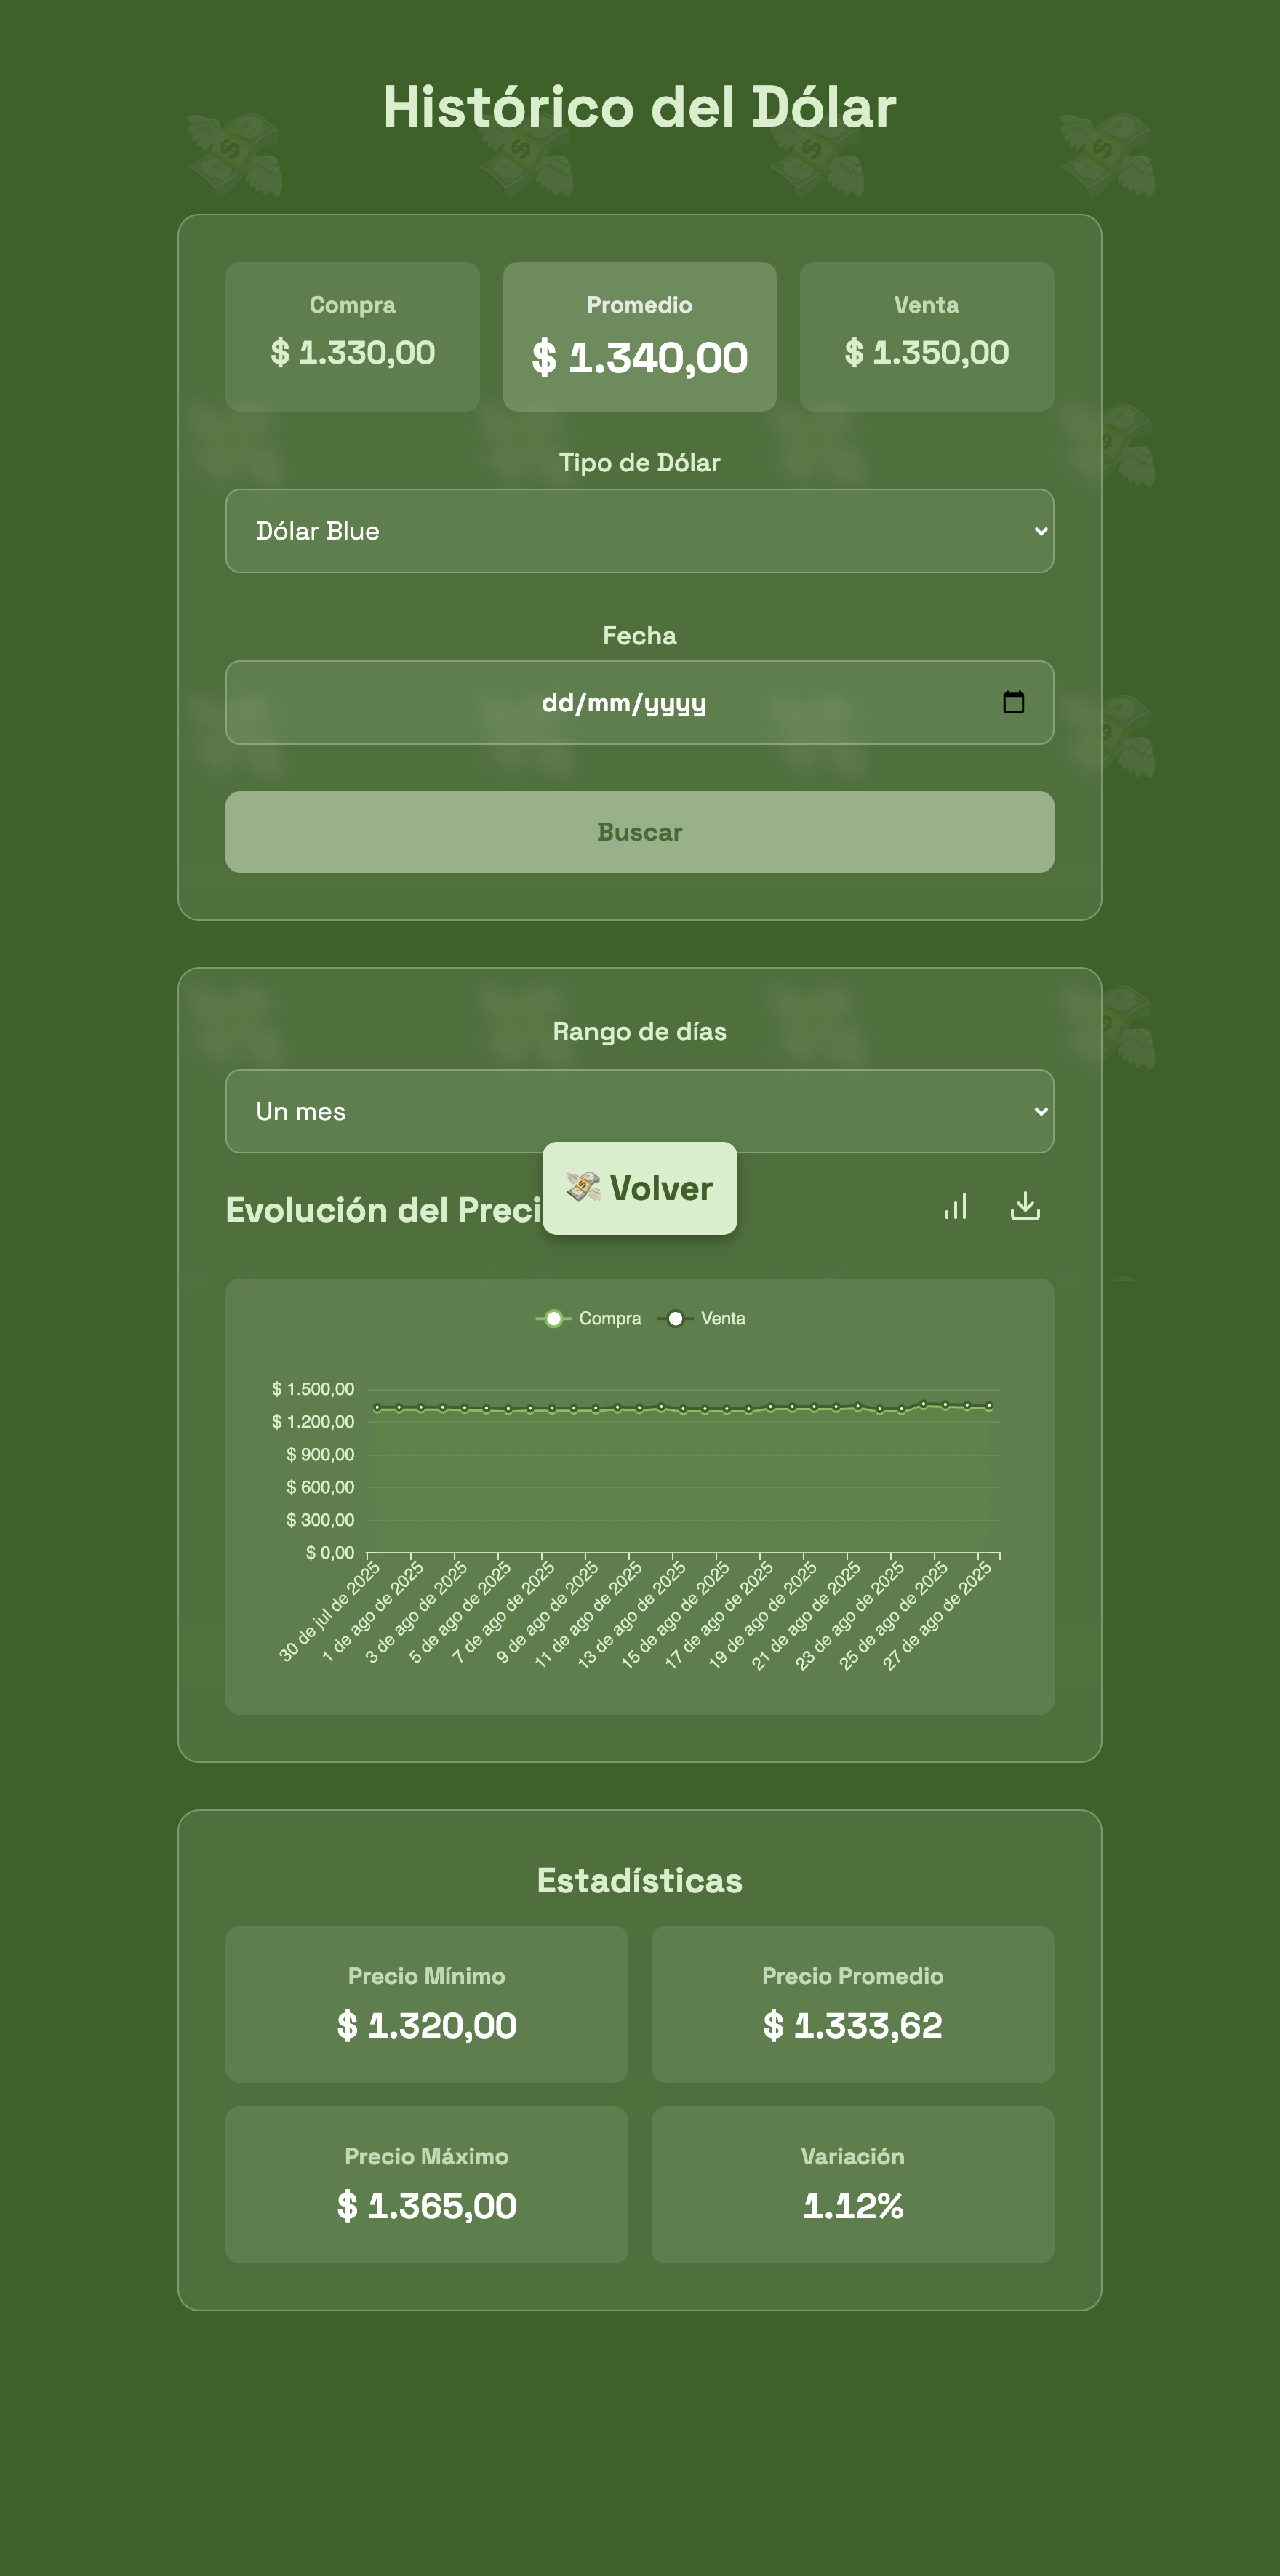 Histórico del Dólar
Compra
$ 1.330,00
Promedio
$ 1.340,00
Venta
$ 1.350,00
Tipo de Dólar
Dólar Blue
Fecha
dd/mm/yyyy
Buscar
Rango de días
Un mes
Volver
Evolución del Preci
Compra
Venta
$ 1.500,00
$ 1.200,00
$ 900,00
$ 600,00
$ 300,00
$ 0,00
30 de jul de 2025
1 de ago de 2025
3 de ago de 2025
5 de ago de 2025
7 de ago de 2025
9 de ago de 2025
11 de ago de 2025
13 de ago de 2025
15 de ago de 2025
17 de ago de 2025
19 de ago de 2025
21 de ago de 2025
23 de ago de 2025
25 de ago de 2025
27 de ago de 2025
Estadísticas
Precio Mínimo
$ 1.320,00
Precio Promedio
$ 1.333,62
Precio Máximo
$ 1.365,00
Variación
1.12%